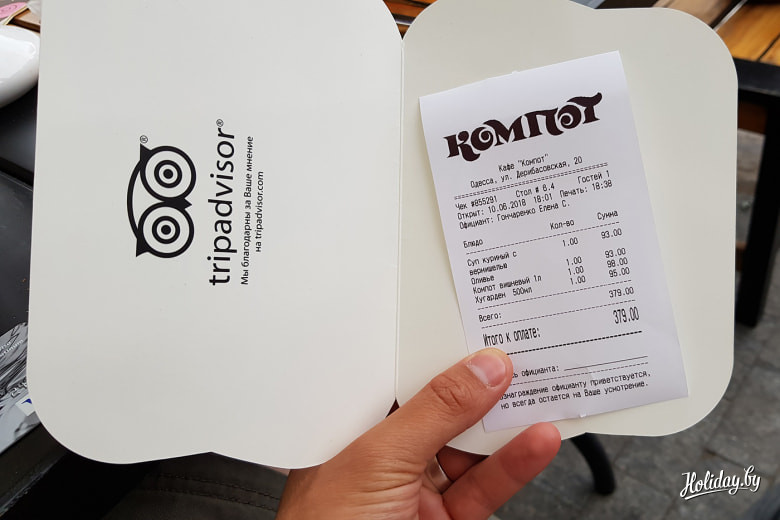 tripadvisor®
Мы благодарны за Ваше мнение
на tripadvisor.com
КОМПОТ
Кафе "Компот"
Одесса, ул. Дерибасовская, 20
Чек #855291 Стол # 6.4 Гостей 1
Открыт: 10.06.2018 18:01 Печать: 18:38
Официант: Гончаренко Елена С.
Блюдо Кол-во Сумма
Суп куриный с 1.00 93.00
вернишелью
Оливье 1.00 93.00
Компот вишневый 1л 1.00 98.00
Хугарден 500мл 1.00 95.00
Всего: 379.00
Итого к оплате: 379.00
официанта:
официанту приветствуется,
но всегда остается на Ваше усмотрение.
Holiday.by